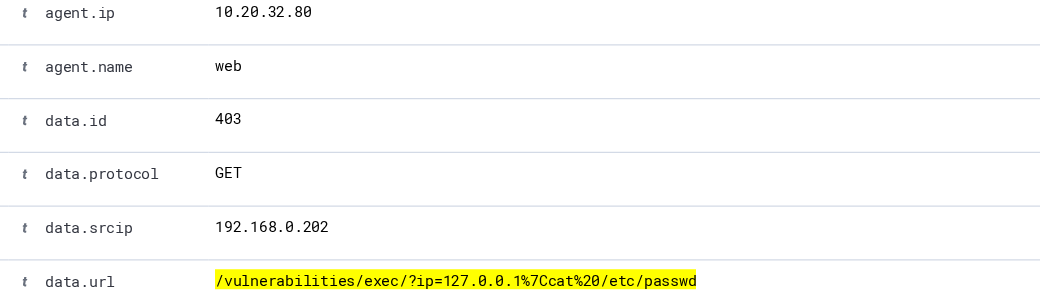 t agent.ip 10.20.32.80
t agent.name web
t data.id 403
t data.protocol GET
t data.srcip 192.168.0.202
t data.url /vulnerabilities/exec/?ip=127.0.0.1%7Ccat%20/etc/passwd